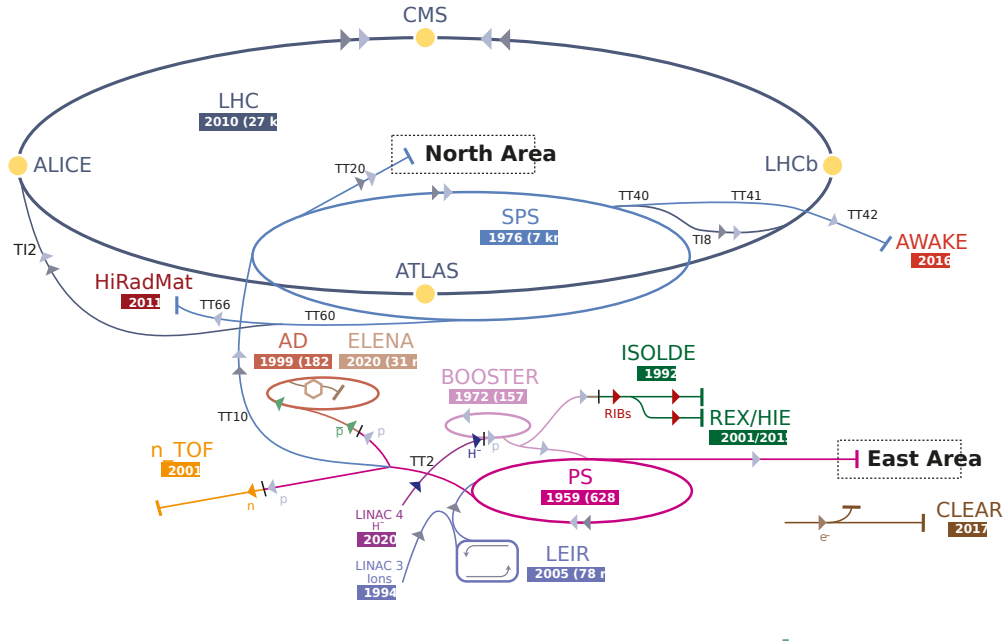 CMS
LHC
2010 (27 k
North Area
ALICE
LHCb
TT20
TT40
TT41
TT42
SPS
1976 (7 km
TI8
AWAKE
2016
TI2
ATLAS
HiRadMat
2011
TT66
TT60
AD
1999 (182
ELENA
2020 (31 m
ISOLDE
1992
BOOSTER
1972 (157
RIBs
REX/HIE
2001/2015
TT10
p̅
p
H⁻
p
n_TOF
2001
TT2
East Area
PS
1959 (628
n
p
LINAC 4
H⁻
2020
CLEAR
2017
e⁻
LEIR
2005 (78 m
LINAC 3
Ions
1994